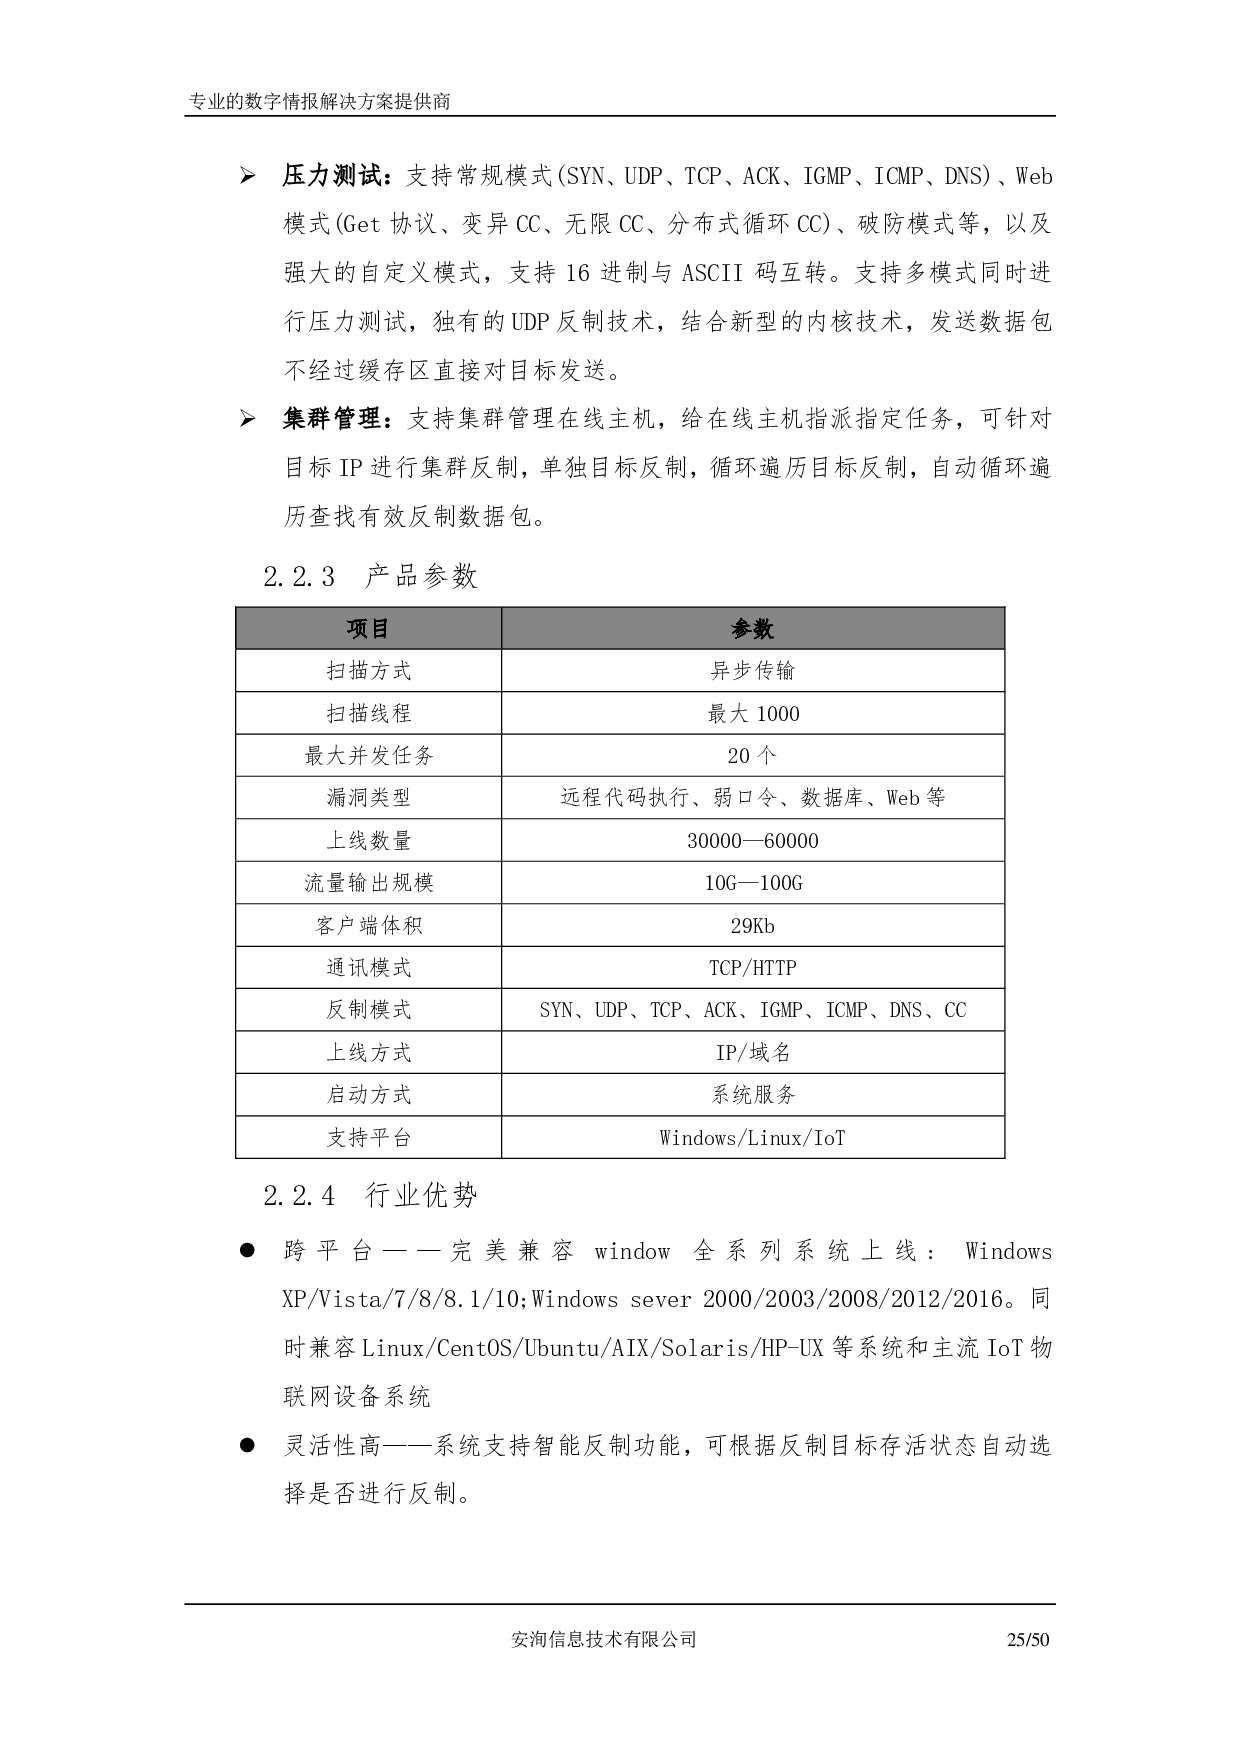 专业的数字情报解决方案提供商
➢ 压力测试：支持常规模式(SYN、UDP、TCP、ACK、IGMP、ICMP、DNS)、Web
模式(Get 协议、变异 CC、无限 CC、分布式循环 CC)、破防模式等，以及
强大的自定义模式，支持 16 进制与 ASCII 码互转。支持多模式同时进
行压力测试，独有的 UDP 反制技术，结合新型的内核技术，发送数据包
不经过缓存区直接对目标发送。
➢ 集群管理：支持集群管理在线主机，给在线主机指派指定任务，可针对
目标 IP 进行集群反制，单独目标反制，循环遍历目标反制，自动循环遍
历查找有效反制数据包。
2.2.3 产品参数
项目 参数
扫描方式 异步传输
扫描线程 最大 1000
最大并发任务 20 个
漏洞类型 远程代码执行、弱口令、数据库、Web 等
上线数量 30000—60000
流量输出规模 10G—100G
客户端体积 29Kb
通讯模式 TCP/HTTP
反制模式 SYN、UDP、TCP、ACK、IGMP、ICMP、DNS、CC
上线方式 IP/域名
启动方式 系统服务
支持平台 Windows/Linux/IoT
2.2.4 行业优势
● 跨平台——完美兼容 window 全系列系统上线： Windows
XP/Vista/7/8/8.1/10;Windows sever 2000/2003/2008/2012/2016。同
时兼容 Linux/CentOS/Ubuntu/AIX/Solaris/HP-UX 等系统和主流 IoT 物
联网设备系统
● 灵活性高——系统支持智能反制功能，可根据反制目标存活状态自动选
择是否进行反制。
安洵信息技术有限公司 25/50